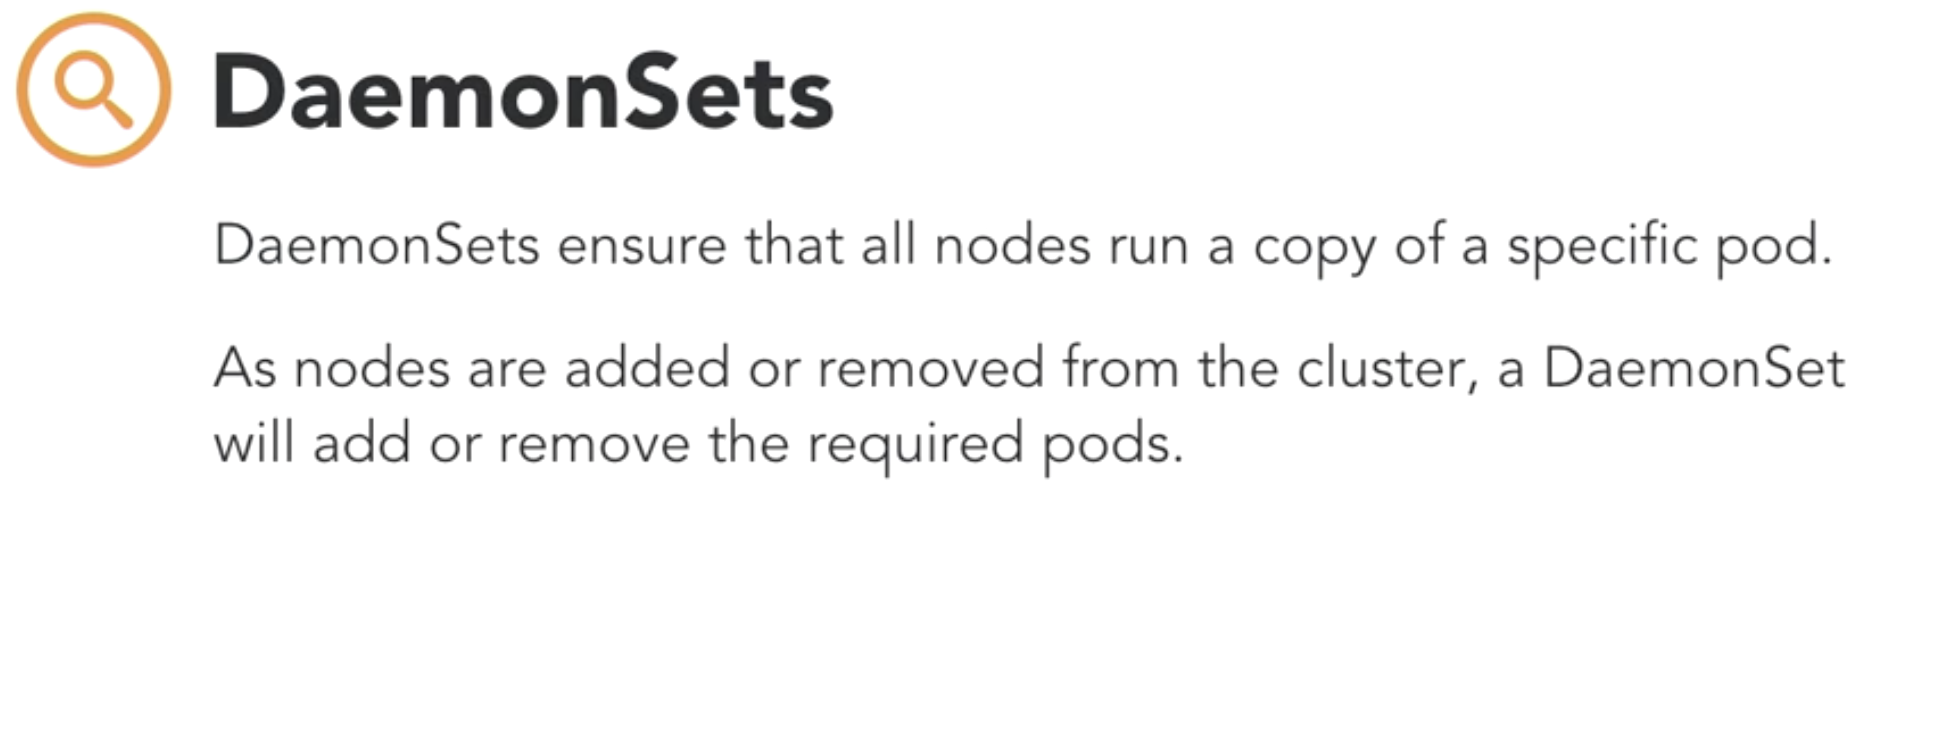 DaemonSets
DaemonSets ensure that all nodes run a copy of a specific pod.
As nodes are added or removed from the cluster, a DaemonSet
will add or remove the required pods.